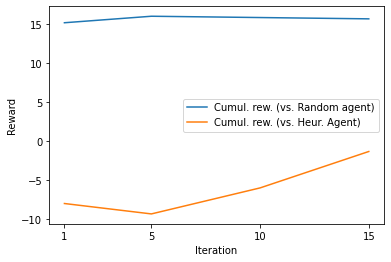 15
10
5
0
−5
−10
Reward
Cumul. rew. (vs. Random agent)
Cumul. rew. (vs. Heur. Agent)
1
5
10
15
Iteration